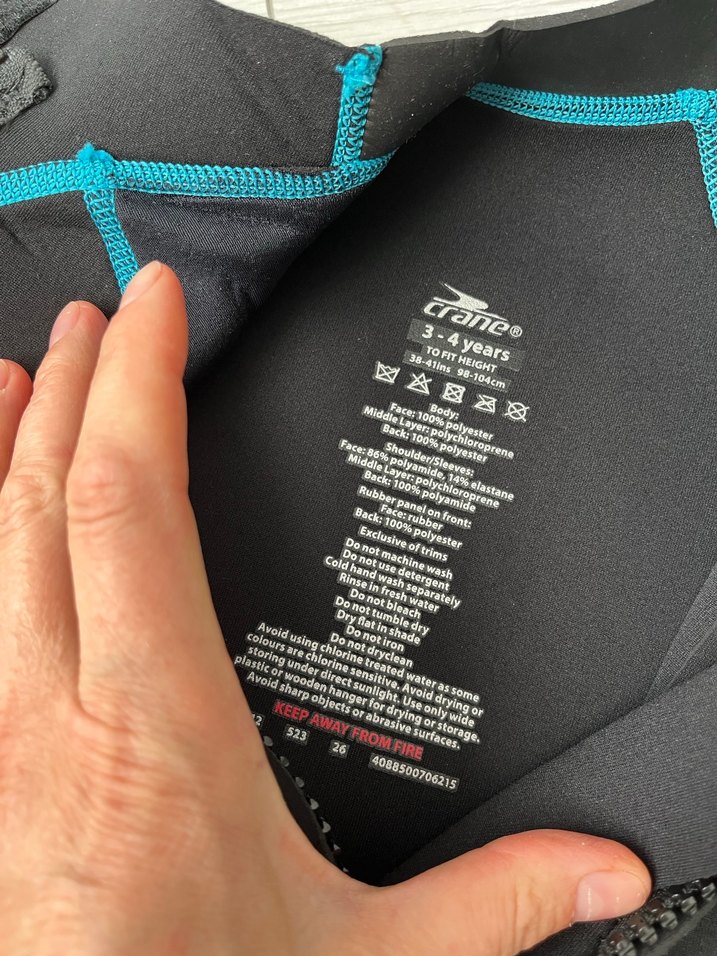 crane®
3 - 4 years
TO FIT HEIGHT
38-41ins 98-104cm
Body:
Face: 100% polyester
Middle Layer: polychloroprene
Back: 100% polyester
Shoulder/Sleeves:
Face: 86% polyamide, 14% elastane
Middle Layer: polychloroprene
Back: 100% polyamide
Rubber panel on front:
Face: rubber
Back: 100% polyester
Exclusive of trims
Do not machine wash
Do not use detergent
Cold hand wash separately
Rinse in fresh water
Do not bleach
Do not tumble dry
Dry flat in shade
Do not iron
Do not dryclean
Avoid using chlorine treated water as some
colours are chlorine sensitive. Avoid drying or
storing under direct sunlight. Use only wide
plastic or wooden hanger for drying or storage.
Avoid sharp objects or abrasive surfaces.
KEEP AWAY FROM FIRE
523 26 4088500706215